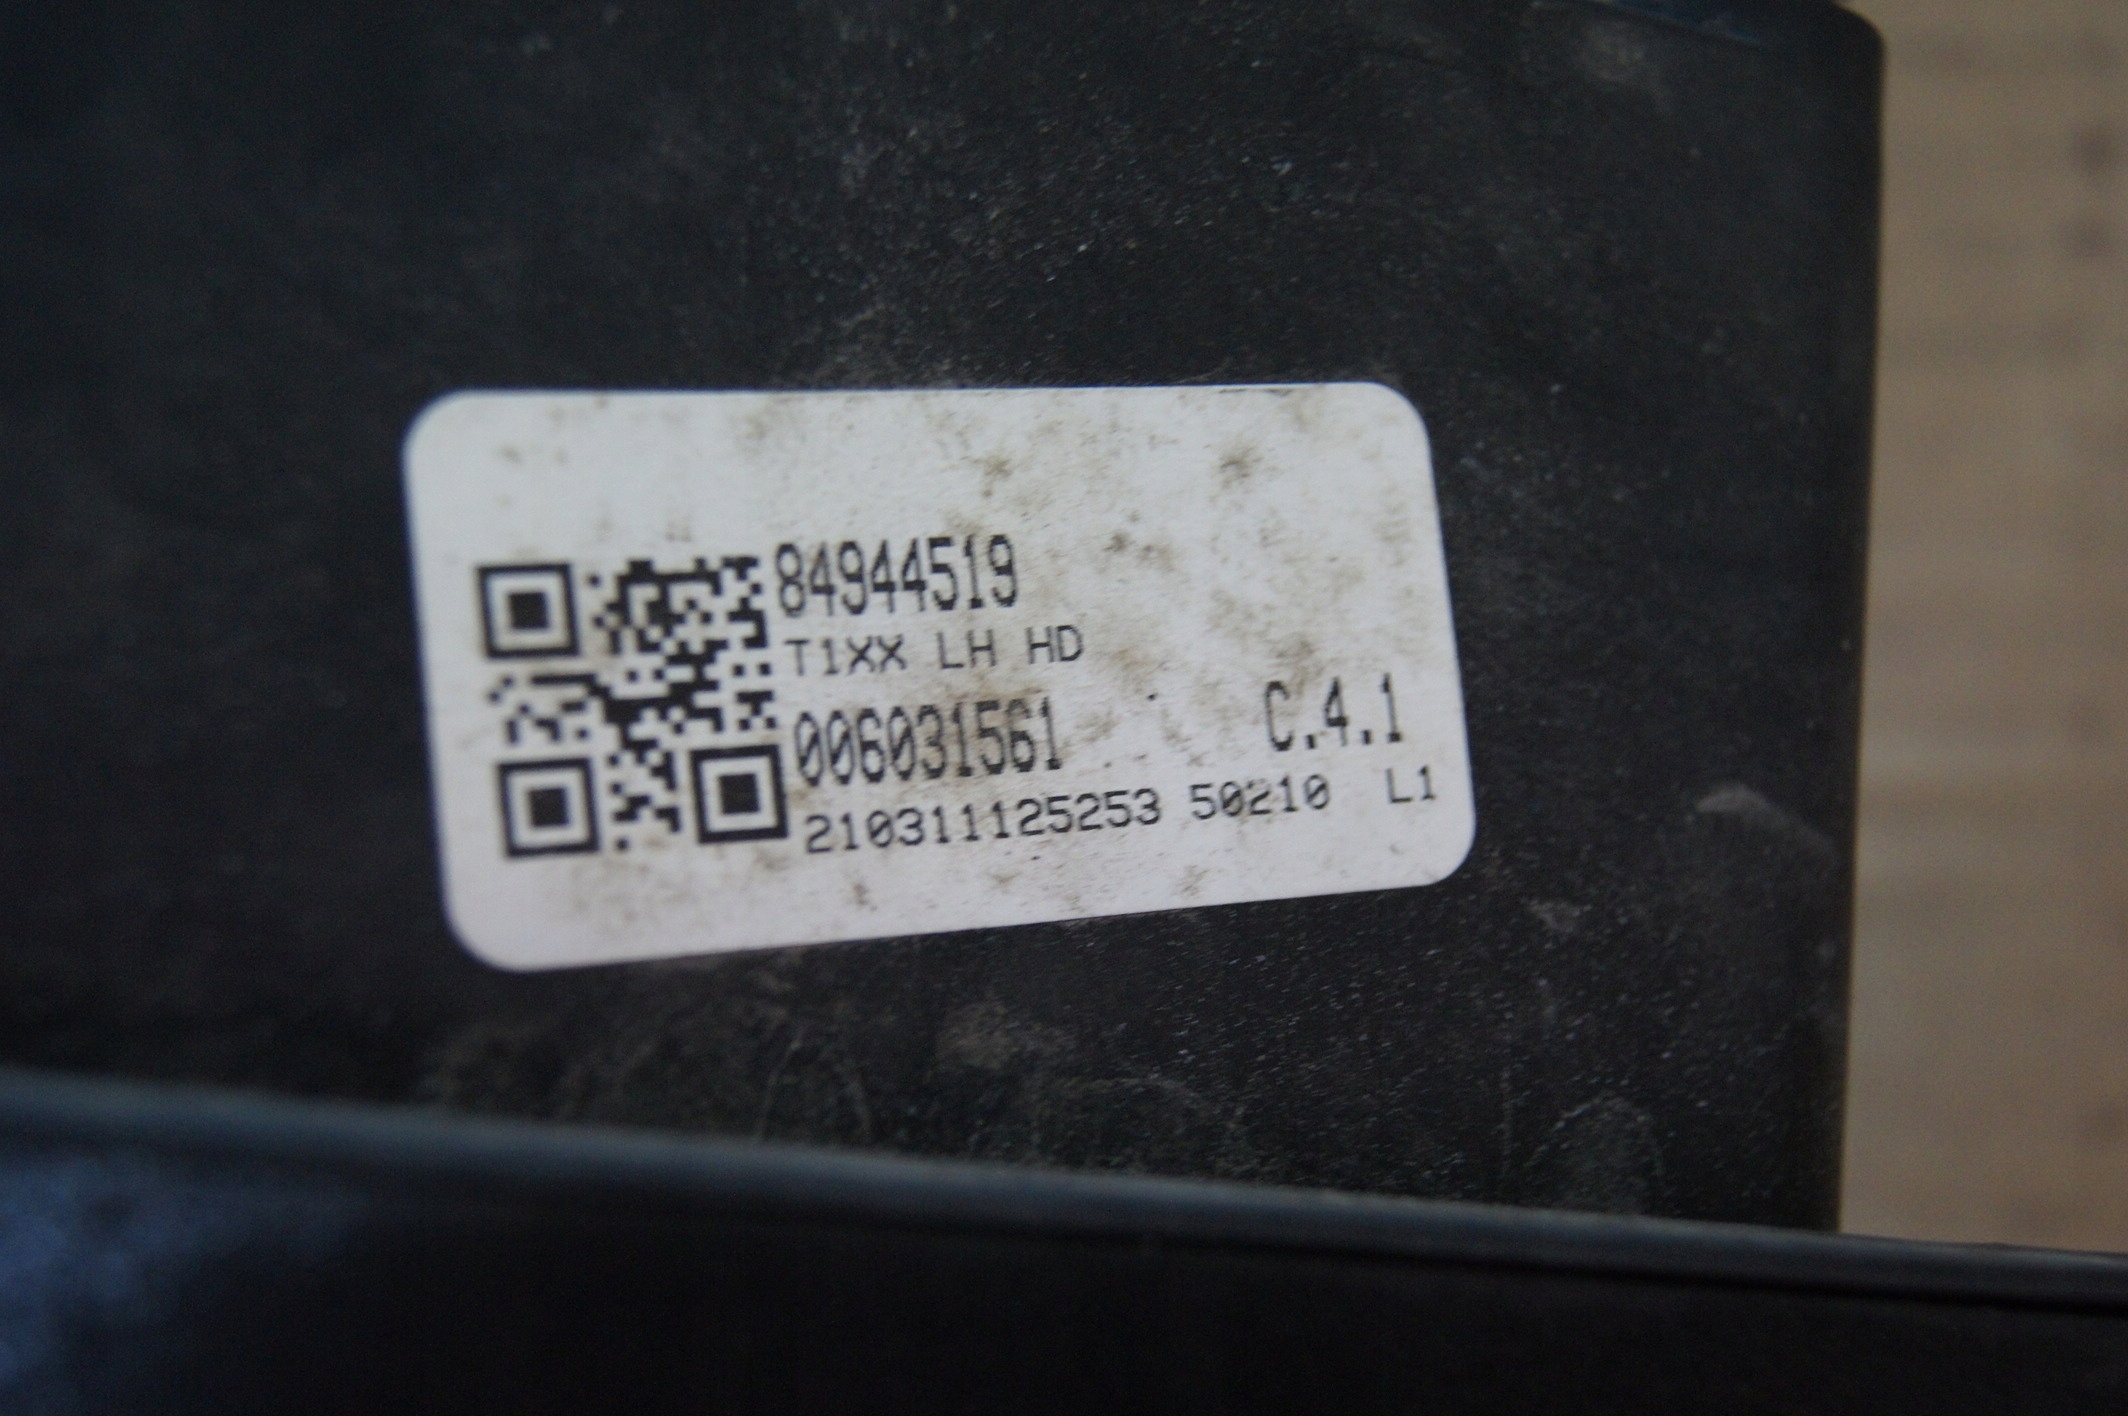 84944519
T1XX LH HD
006031561 C.4.1
210311125253 50210 L1